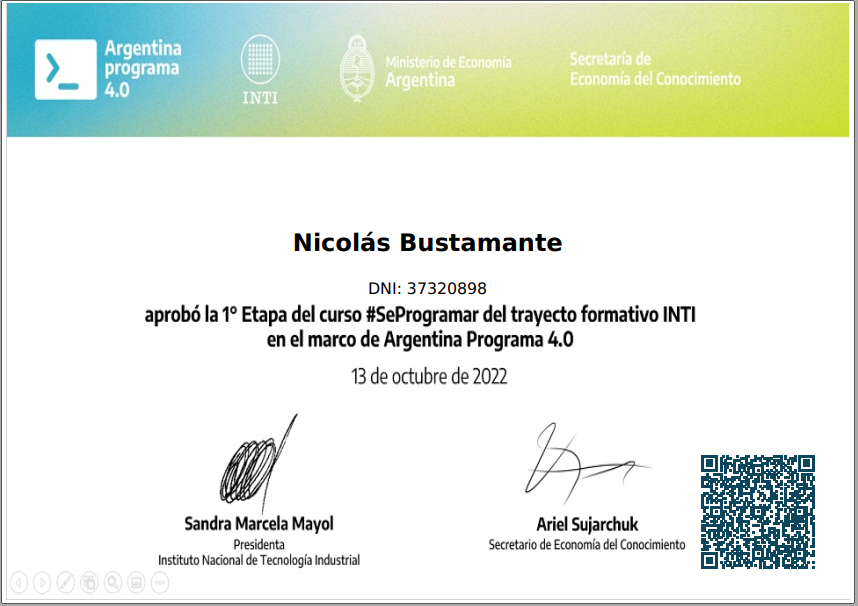 Argentina
programa
4.0
INTI
Ministerio de Economía
Argentina
Secretaría de
Economía del Conocimiento
Nicolás Bustamante
DNI: 37320898
aprobó la 1° Etapa del curso #SeProgramar del trayecto formativo INTI
en el marco de Argentina Programa 4.0
13 de octubre de 2022
Sandra Marcela Mayol
Presidenta
Instituto Nacional de Tecnología Industrial
Ariel Sujarchuk
Secretario de Economía del Conocimiento